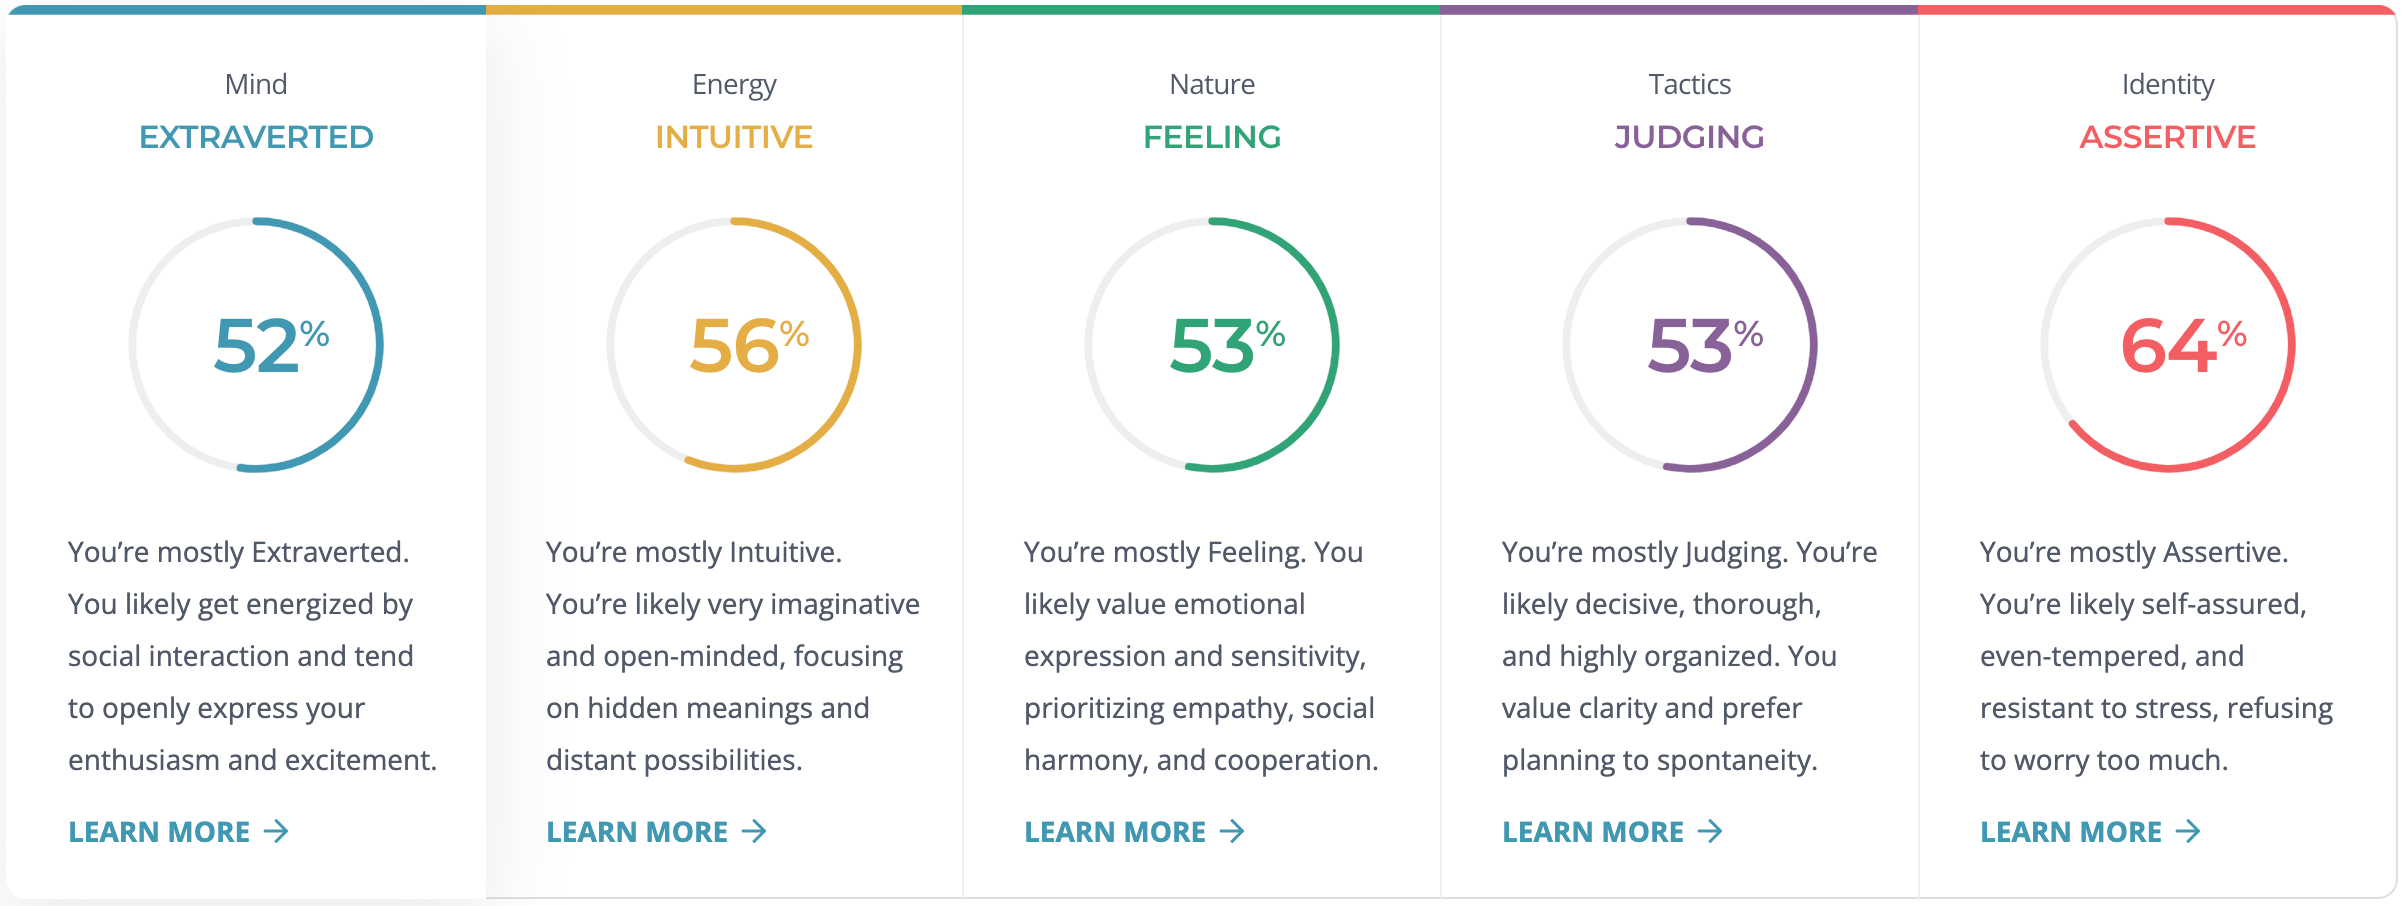 Mind
EXTRAVERTED
52%
You’re mostly Extraverted.
You likely get energized by
social interaction and tend
to openly express your
enthusiasm and excitement.
LEARN MORE →
Energy
INTUITIVE
56%
You’re mostly Intuitive.
You’re likely very imaginative
and open-minded, focusing
on hidden meanings and
distant possibilities.
LEARN MORE →
Nature
FEELING
53%
You’re mostly Feeling. You
likely value emotional
expression and sensitivity,
prioritizing empathy, social
harmony, and cooperation.
LEARN MORE →
Tactics
JUDGING
53%
You’re mostly Judging. You’re
likely decisive, thorough,
and highly organized. You
value clarity and prefer
planning to spontaneity.
LEARN MORE →
Identity
ASSERTIVE
64%
You’re mostly Assertive.
You’re likely self-assured,
even-tempered, and
resistant to stress, refusing
to worry too much.
LEARN MORE →